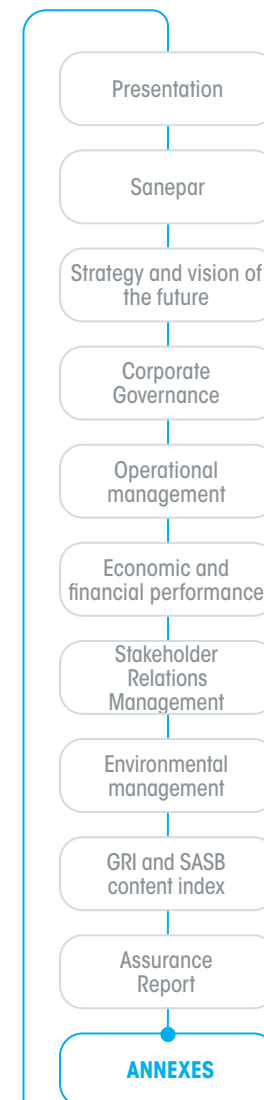 Presentation
Sanepar
Strategy and vision of
the future
Corporate
Governance
Operational
management
Economic and
financial performance
Stakeholder
Relations
Management
Environmental
management
GRI and SASB
content index
Assurance
Report
ANNEXES